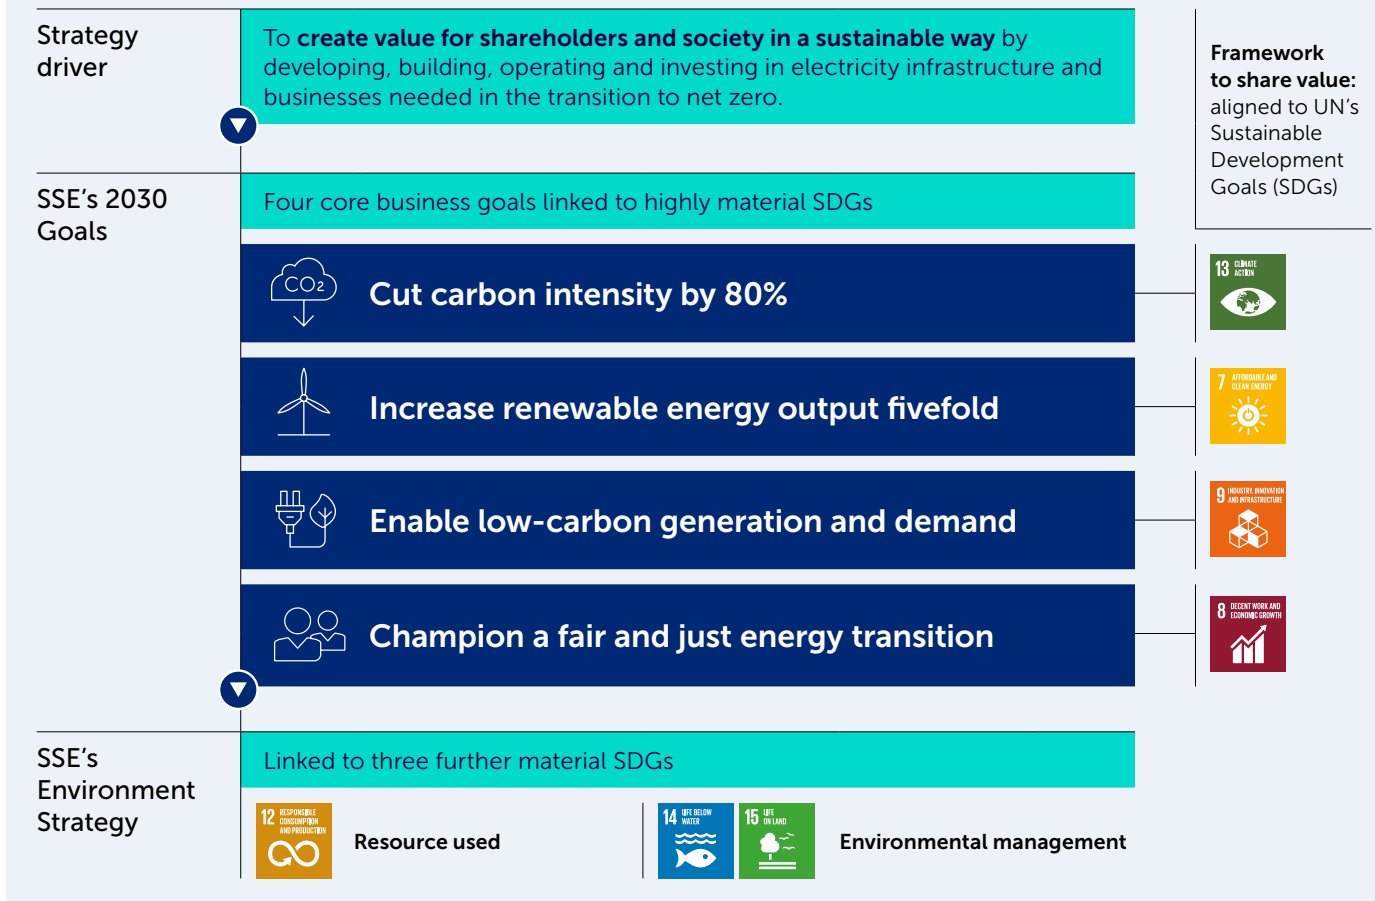 Strategy
driver
To create value for shareholders and society in a sustainable way by
developing, building, operating and investing in electricity infrastructure and
businesses needed in the transition to net zero.
Framework
to share value:
aligned to UN's
Sustainable
Development
Goals (SDGs)
SSE's 2030
Goals
Four core business goals linked to highly material SDGs
CO2
Cut carbon intensity by 80%
13 CLIMATE
ACTION
Increase renewable energy output fivefold
7 AFFORDABLE AND
CLEAN ENERGY
Enable low-carbon generation and demand
9 INDUSTRY, INNOVATION
AND INFRASTRUCTURE
Champion a fair and just energy transition
8 DECENT WORK AND
ECONOMIC GROWTH
SSE's
Environment
Strategy
Linked to three further material SDGs
12 RESPONSIBLE
CONSUMPTION
AND PRODUCTION
Resource used
14 LIFE BELOW
WATER
15 LIFE
ON LAND
Environmental management